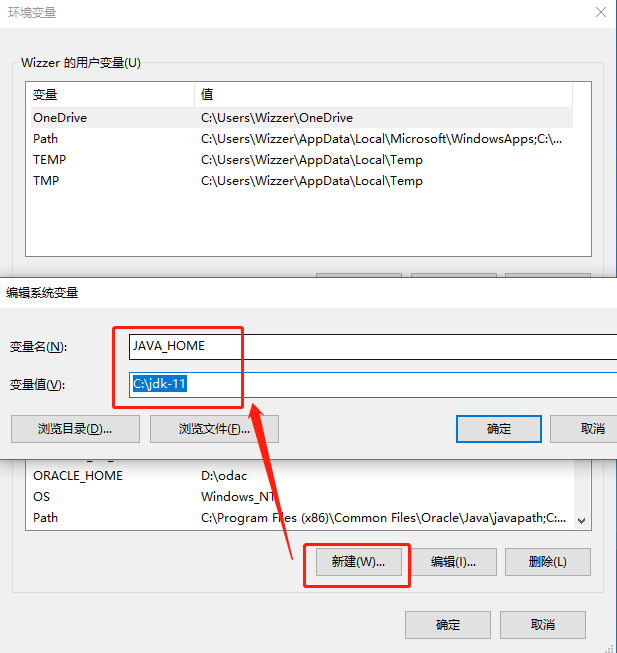 环境变量
Wizzer 的用户变量(U)
变量 值
OneDrive C:\Users\Wizzer\OneDrive
Path C:\Users\Wizzer\AppData\Local\Microsoft\WindowsApps;C:\...
TEMP C:\Users\Wizzer\AppData\Local\Temp
TMP C:\Users\Wizzer\AppData\Local\Temp
编辑系统变量
变量名(N): JAVA_HOME
变量值(V): C:\jdk-11
浏览目录(D)... 浏览文件(F)... 确定 取消
ORACLE_HOME D:\odac
OS Windows_NT
Path C:\Program Files (x86)\Common Files\Oracle\Java\javapath;C:...
新建(W)... 编辑(I)... 删除(L)
确定 取消